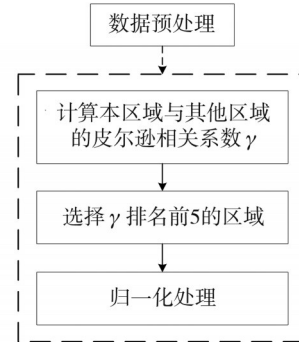 数据预处理
计算本区域与其他区域
的皮尔逊相关系数γ
选择γ排名前5的区域
归一化处理